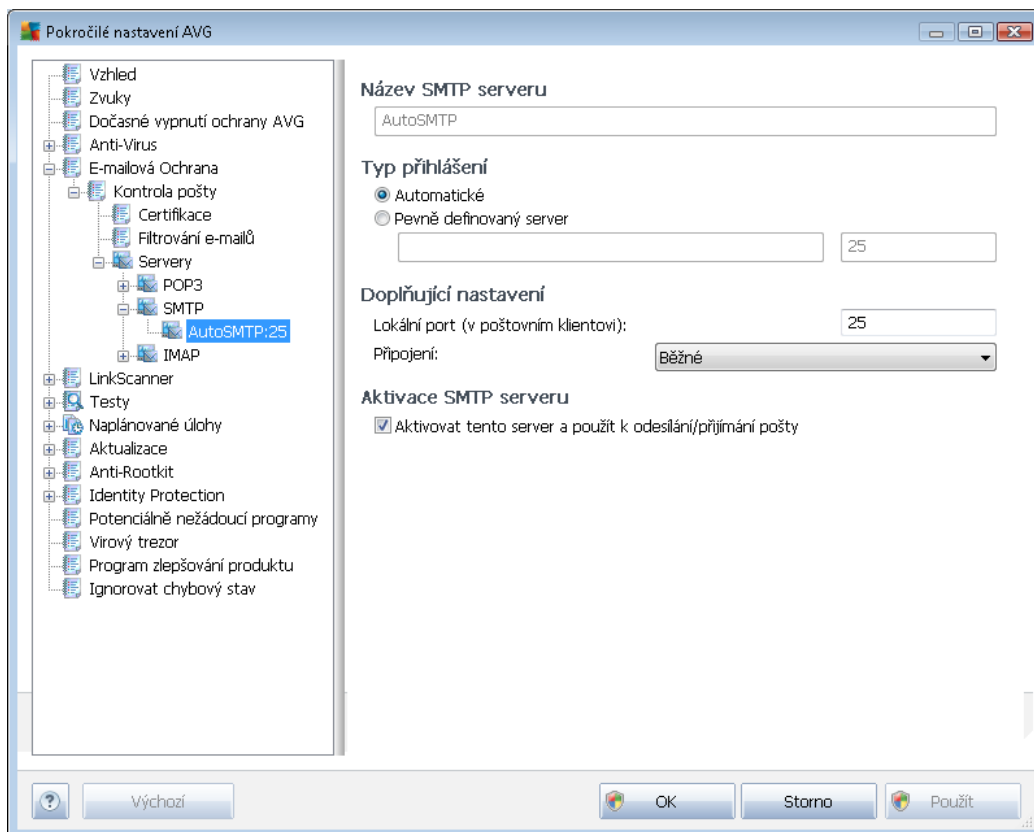 Pokročilé nastavení AVG
Vzhled
Zvuky
Dočasné vypnutí ochrany AVG
Anti-Virus
E-mailová Ochrana
Kontrola pošty
Certifikace
Filtrování e-mailů
Servery
POP3
SMTP
AutoSMTP:25
IMAP
LinkScanner
Testy
Naplánované úlohy
Aktualizace
Anti-Rootkit
Identity Protection
Potenciálně nežádoucí programy
Virový trezor
Program zlepšování produktu
Ignorovat chybový stav
Název SMTP serveru
AutoSMTP
Typ přihlášení
Automatické
Pevně definovaný server
25
Doplňující nastavení
Lokální port (v poštovním klientovi):
25
Připojení:
Běžné
Aktivace SMTP serveru
Aktivovat tento server a použít k odesílání/přijímání pošty
?
Výchozí
OK
Storno
Použít